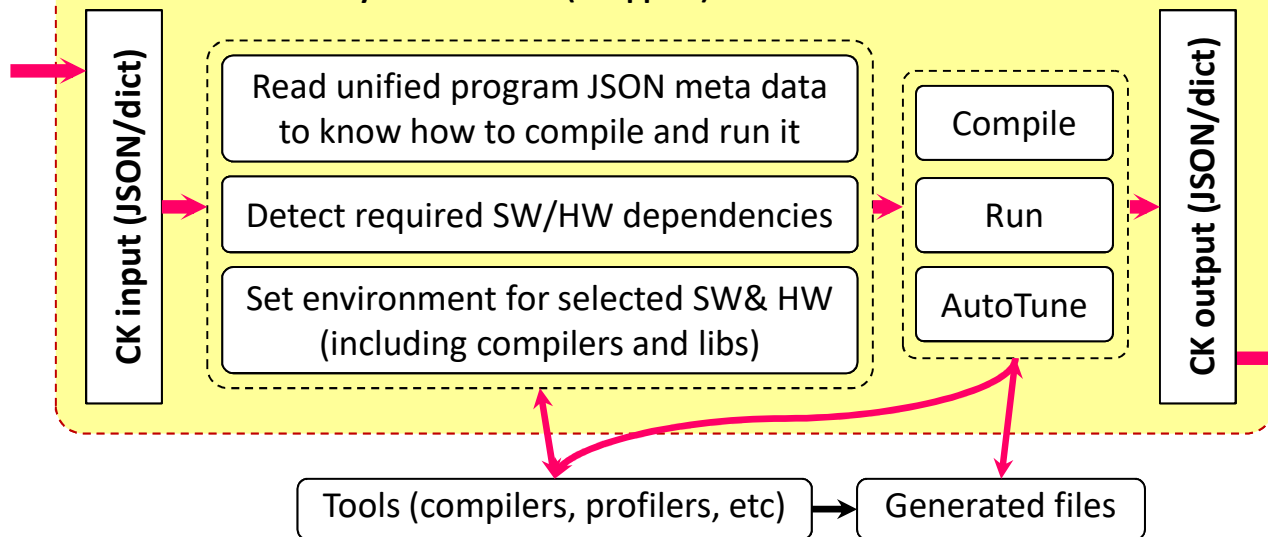 CK input (JSON/dict)
Read unified program JSON meta data
to know how to compile and run it
Detect required SW/HW dependencies
Set environment for selected SW& HW
(including compilers and libs)
Compile
Run
AutoTune
CK output (JSON/dict)
Tools (compilers, profilers, etc)
Generated files